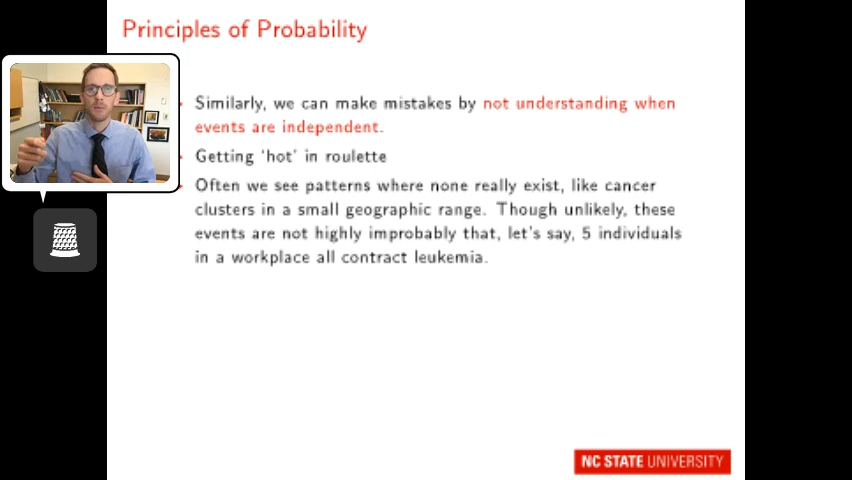 Principles of Probability
Similarly, we can make mistakes by not understanding when
events are independent.
Getting ‘hot’ in roulette
Often we see patterns where none really exist, like cancer
clusters in a small geographic range. Though unlikely, these
events are not highly improbably that, let's say, 5 individuals
in a workplace all contract leukemia.
NC STATE UNIVERSITY